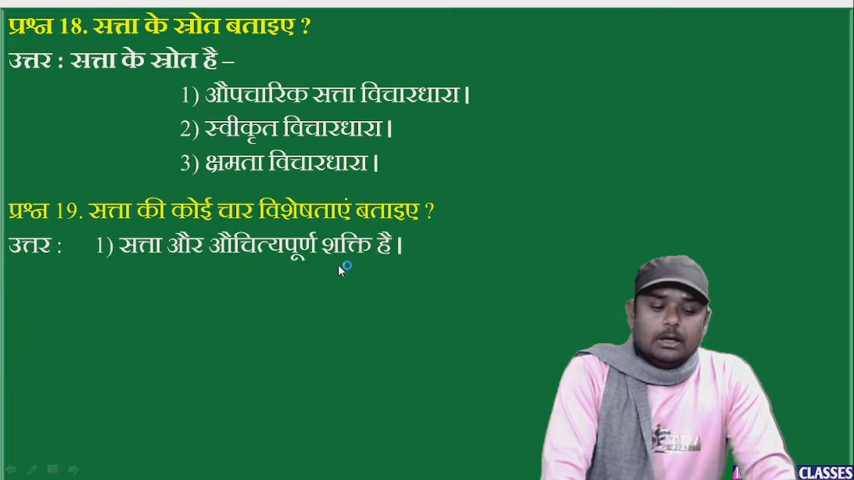 प्रश्न 18. सत्ता के स्रोत बताइए ?
उत्तर : सत्ता के स्रोत है –
1) औपचारिक सत्ता विचारधारा |
2) स्वीकृत विचारधारा |
3) क्षमता विचारधारा |
प्रश्न 19. सत्ता की कोई चार विशेषताएं बताइए ?
उत्तर : 1) सत्ता और औचित्यपूर्ण शक्ति है |
CLASSES